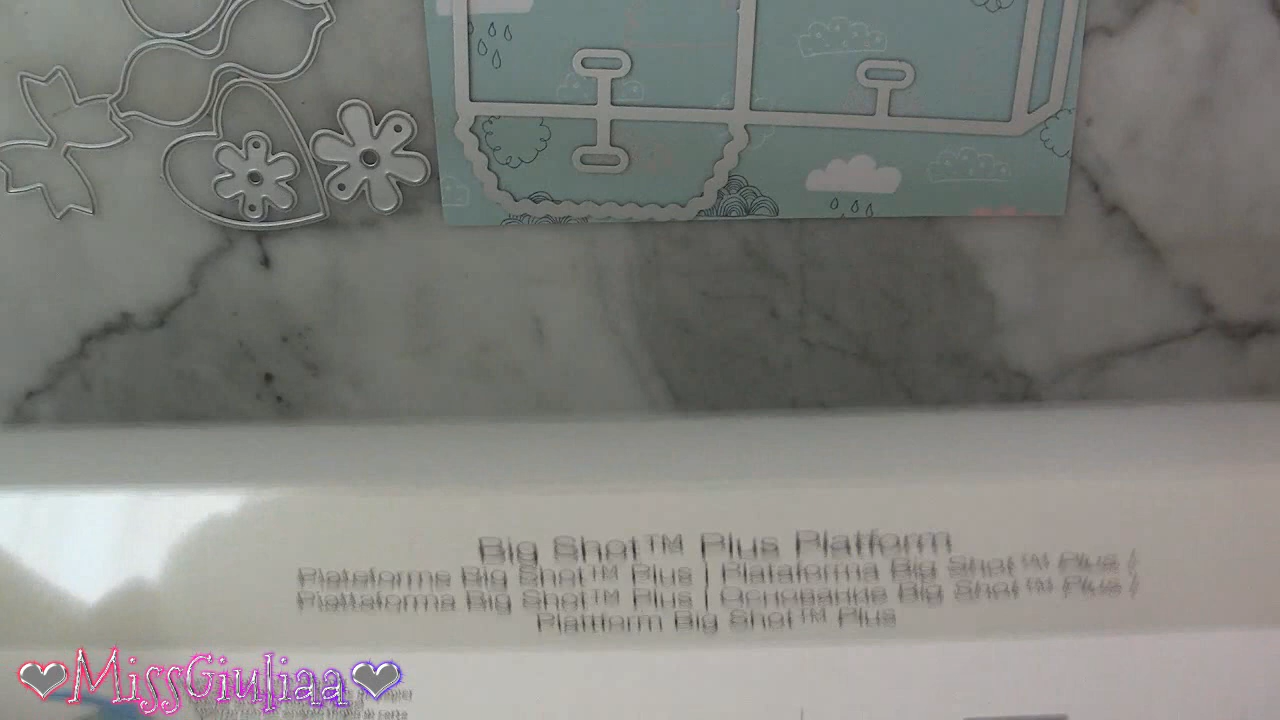 Big Shot™ Plus Platform
Plateforme Big Shot™ Plus | Plataforma Big Shot™ Plus /
Piattaforma Big Shot™ Plus | Основание Big Shot™ Plus /
Plattform Big Shot™ Plus
MissGiuliaa